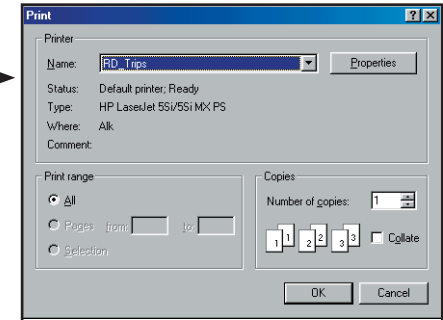 Print
Printer
Name: RD_Trips Properties
Status: Default printer; Ready
Type: HP LaserJet 5Si/5Si MX PS
Where: Alk
Comment:
Print range
All
Pages from: to:
Selection
Copies
Number of copies: 1
1 1 2 2 3 3 Collate
OK Cancel